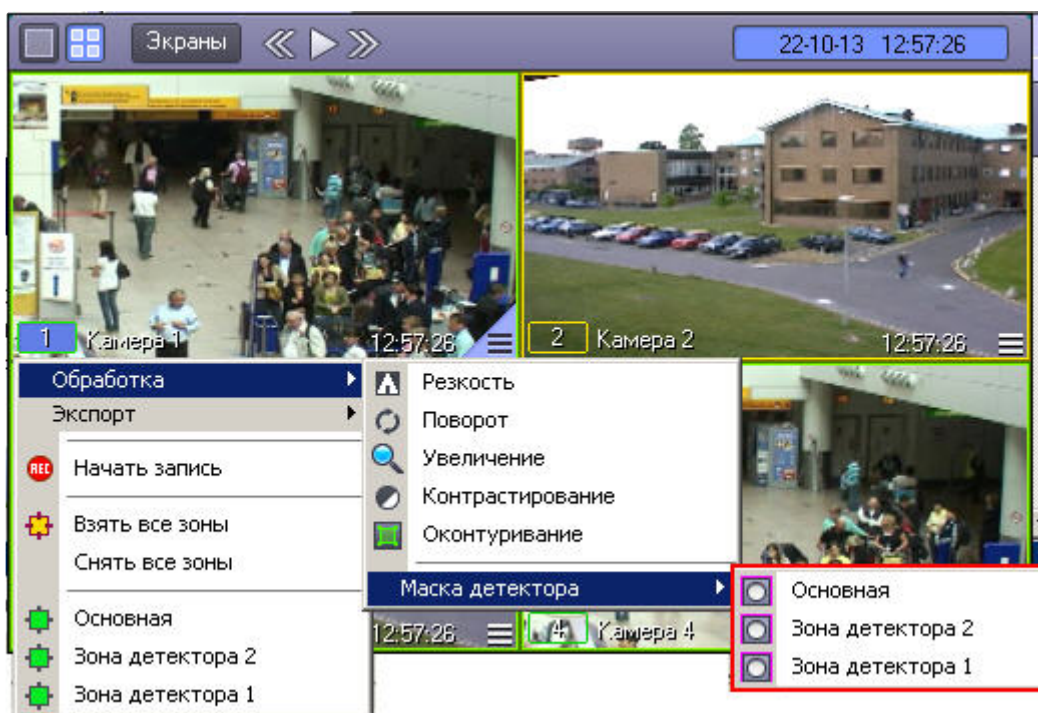 Экраны
22-10-13 12:57:26
1 Камера 1 12:57:26
2 Камера 2 12:57:26
Обработка
Экспорт
REC Начать запись
Взять все зоны
Снять все зоны
Основная
Зона детектора 2
Зона детектора 1
Резкость
Поворот
Увеличение
Контрастирование
Оконтуривание
Маска детектора
Основная
Зона детектора 2
Зона детектора 1
12:57:26
4 Камера 4